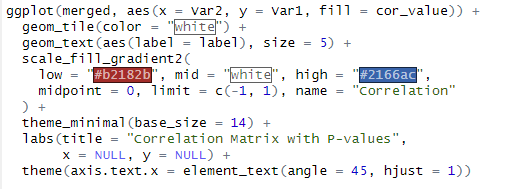 ggplot(merged, aes(x = Var2, y = Var1, fill = cor_value)) +
  geom_tile(color = "white") +
  geom_text(aes(label = label), size = 5) +
  scale_fill_gradient2(
    low = "#b2182b", mid = "white", high = "#2166ac",
    midpoint = 0, limit = c(-1, 1), name = "Correlation"
  ) +
  theme_minimal(base_size = 14) +
  labs(title = "Correlation Matrix with P-values",
       x = NULL, y = NULL) +
  theme(axis.text.x = element_text(angle = 45, hjust = 1))